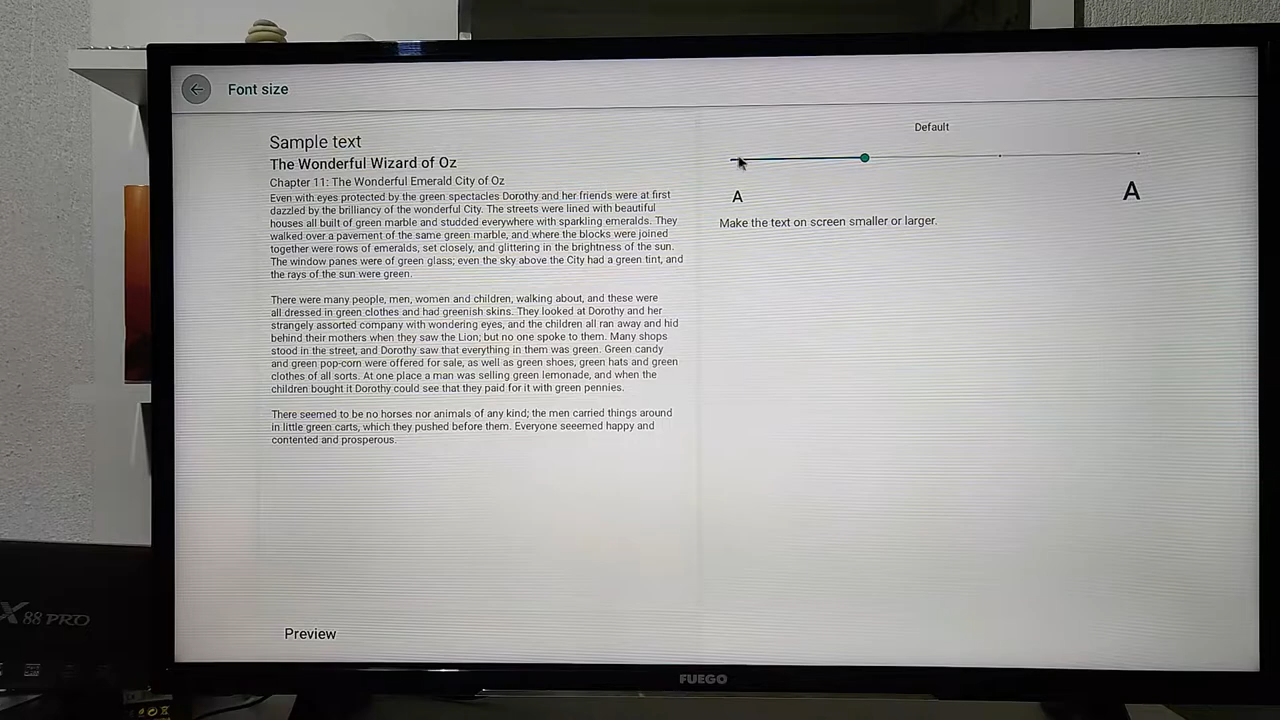 Font size
Sample text
The Wonderful Wizard of Oz
Chapter 11: The Wonderful Emerald City of Oz
Even with eyes protected by the green spectacles Dorothy and her friends were at first
dazzled by the brilliancy of the wonderful City. The streets were lined with beautiful
houses all built of green marble and studded everywhere with sparkling emeralds. They
walked over a pavement of the same green marble, and where the blocks were joined
together were rows of emeralds, set closely, and glittering in the brightness of the sun.
The window panes were of green glass; even the sky above the City had a green tint, and
the rays of the sun were green.
There were many people, men, women and children, walking about, and these were
all dressed in green clothes and had greenish skins. They looked at Dorothy and her
strangely assorted company with wondering eyes, and the children all ran away and hid
behind their mothers when they saw the Lion; but no one spoke to them. Many shops
stood in the street, and Dorothy saw that everything in them was green. Green candy
and green pop-corn were offered for sale, as well as green shoes, green hats and green
clothes of all sorts. At one place a man was selling green lemonade, and when the
children bought it Dorothy could see that they paid for it with green pennies.
There seemed to be no horses nor animals of any kind; the men carried things around
in little green carts, which they pushed before them. Everyone seeemed happy and
contented and prosperous.
Preview
Default
A A
Make the text on screen smaller or larger.
X88 PRO
FUEGO